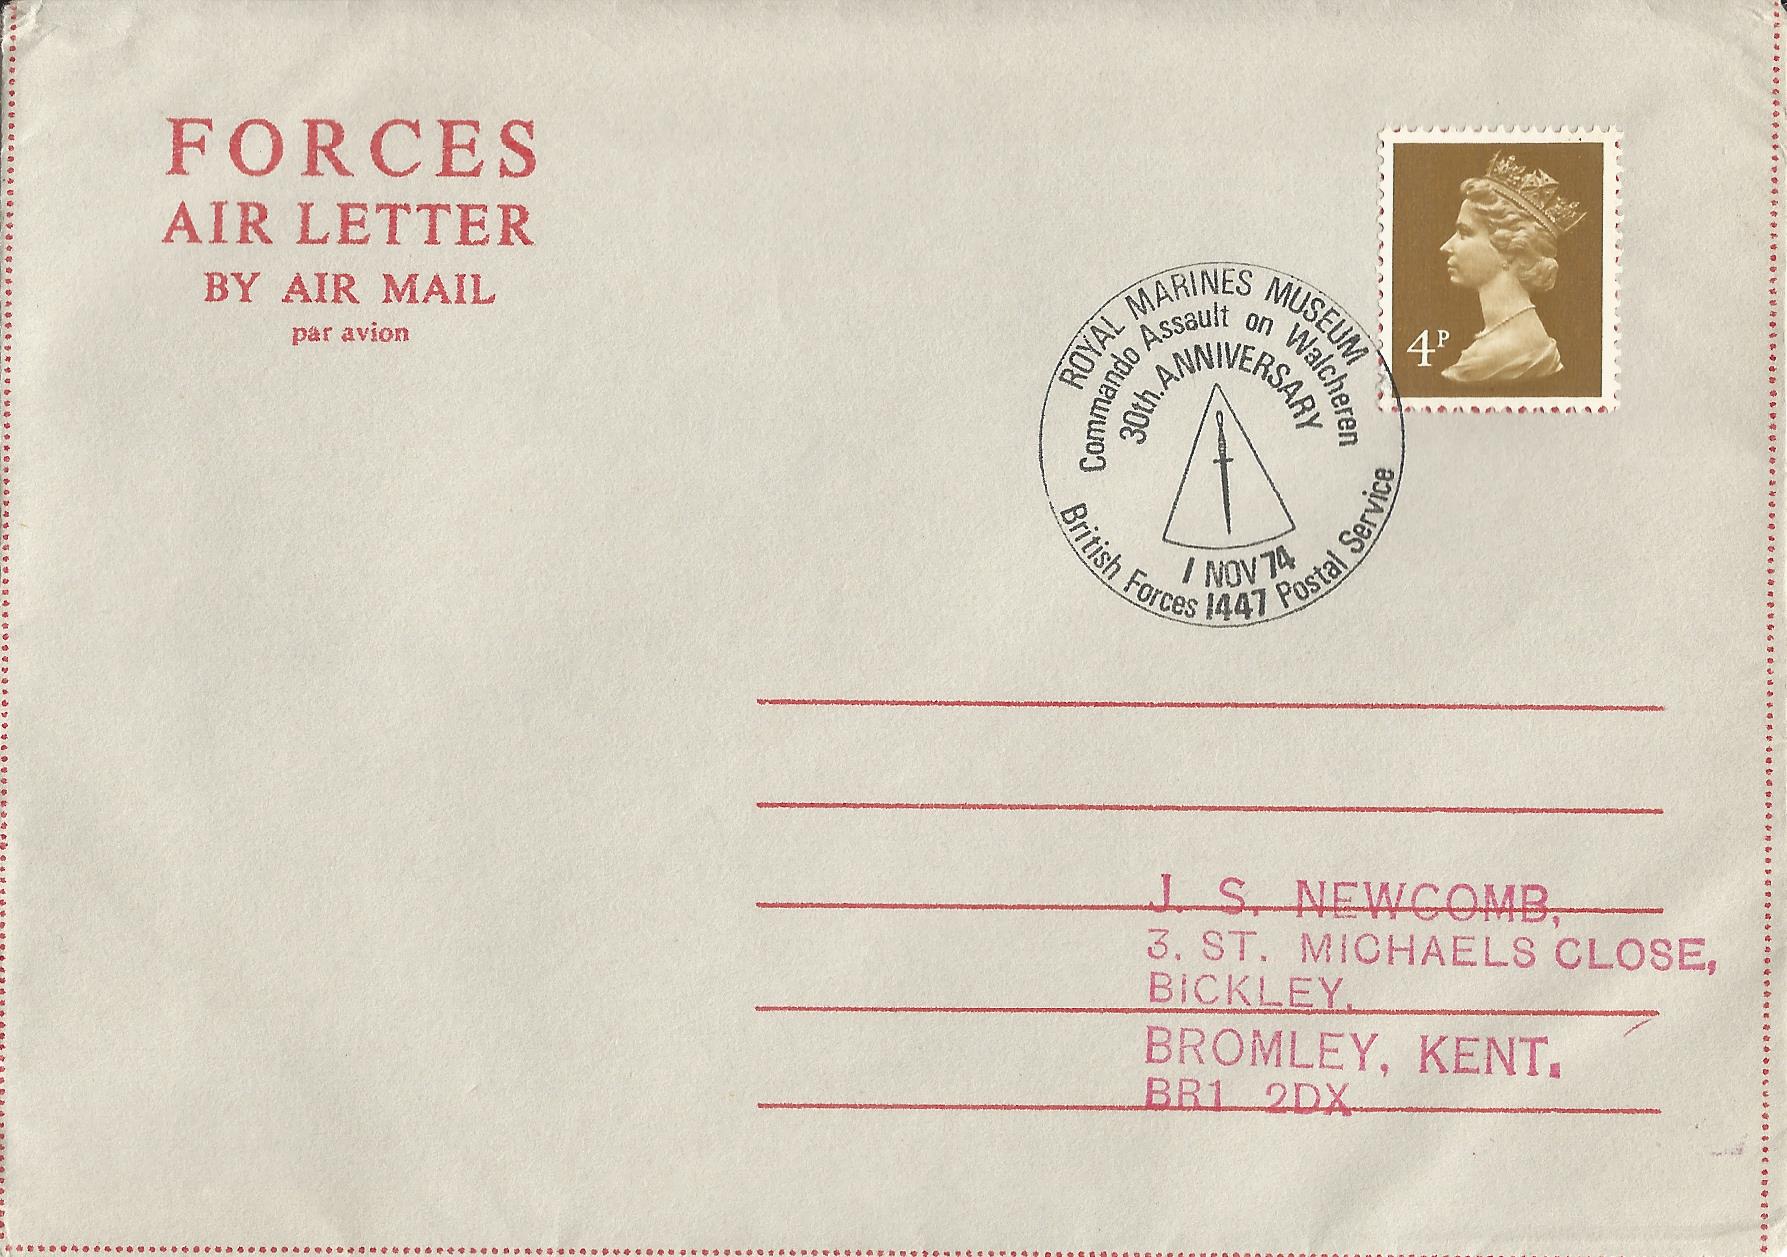 FORCES
AIR LETTER
BY AIR MAIL
par avion
4P
ROYAL MARINES MUSEUM
Commando Assault on Walcheren
30th. ANNIVERSARY
1 NOV 74
British Forces 1447 Postal Service
J. S. NEWCOMB,
3. ST. MICHAELS CLOSE,
BICKLEY.
BROMLEY, KENT.
BR1 2DX